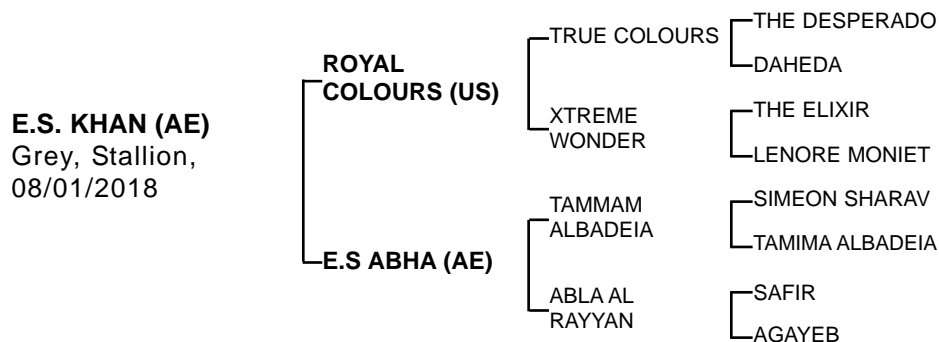 E.S. KHAN (AE)
Grey, Stallion,
08/01/2018
ROYAL
COLOURS (US)
E.S ABHA (AE)
TRUE COLOURS
XTREME
WONDER
TAMMAM
ALBADEIA
ABLA AL
RAYYAN
THE DESPERADO
DAHEDA
THE ELIXIR
LENORE MONIET
SIMEON SHARAV
TAMIMA ALBADEIA
SAFIR
AGAYEB